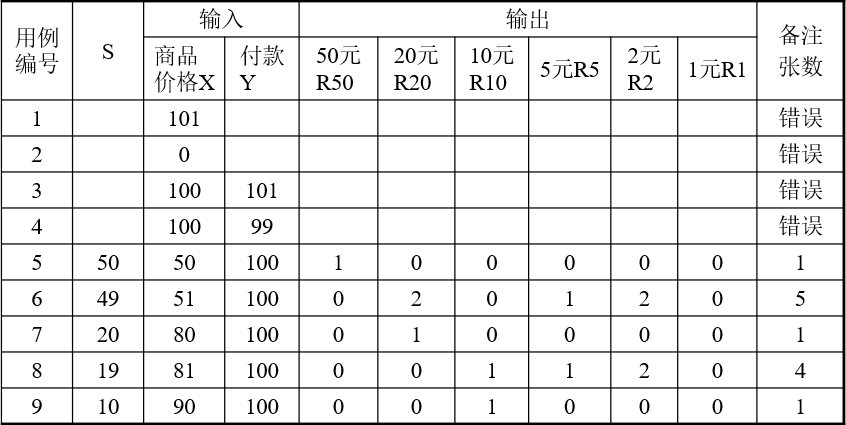 用例编号 S 输入 输出 备注张数
商品价格X 付款Y 50元R50 20元R20 10元R10 5元R5 2元R2 1元R1
1 101 错误
2 0 错误
3 100 101 错误
4 100 99 错误
5 50 50 100 1 0 0 0 0 0 1
6 49 51 100 0 2 0 1 2 0 5
7 20 80 100 0 1 0 0 0 0 1
8 19 81 100 0 0 1 1 2 0 4
9 10 90 100 0 0 1 0 0 0 1